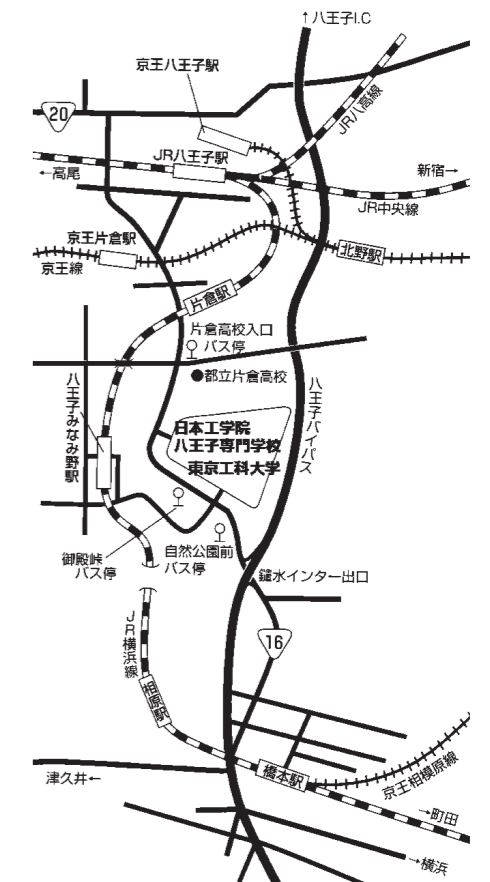 ↑八王子I.C
京王八王子駅
20
JR八高線
JR八王子駅
新宿→
←高尾
JR中央線
京王片倉駅
北野駅
京王線
片倉駅
片倉高校入口
バス停
●都立片倉高校
八王子みなみ野駅
八王子バイパス
日本工学院
八王子専門学校
東京工科大学
御殿峠
バス停
自然公園前
バス停
鑓水インター出口
JR横浜線
16
相原駅
橋本駅
京王相模原線
津久井←
→町田
→横浜